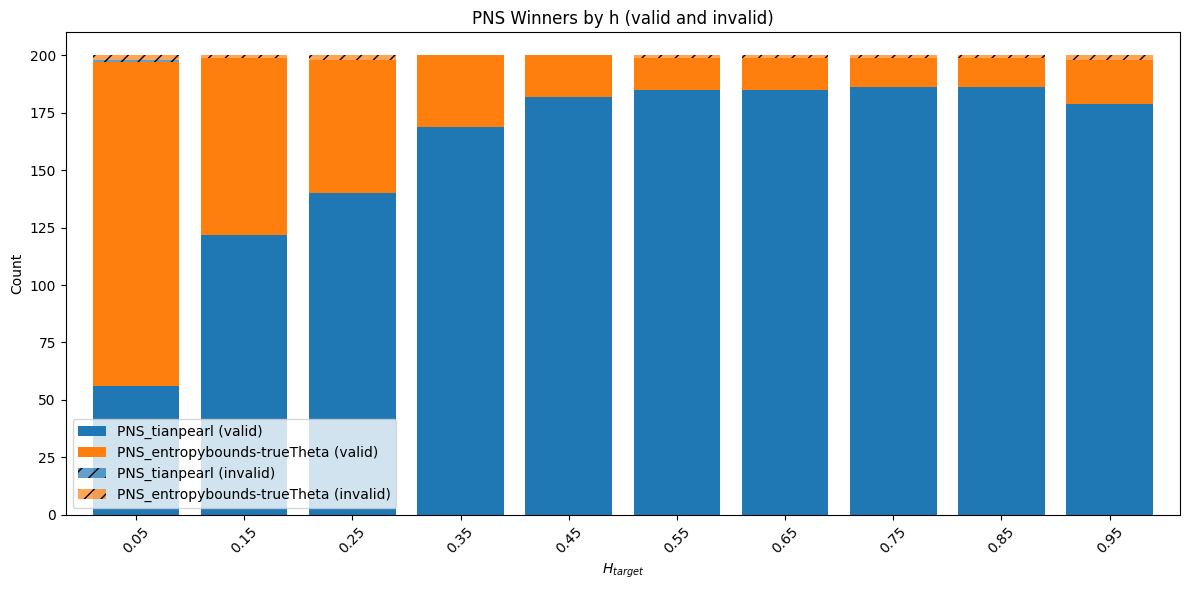 PNS Winners by h (valid and invalid)
Count
200
175
150
125
100
75
50
25
0
PNS_tianpearl (valid)
PNS_entropybounds-trueTheta (valid)
PNS_tianpearl (invalid)
PNS_entropybounds-trueTheta (invalid)
0.05 0.15 0.25 0.35 0.45 0.55 0.65 0.75 0.85 0.95
H_target